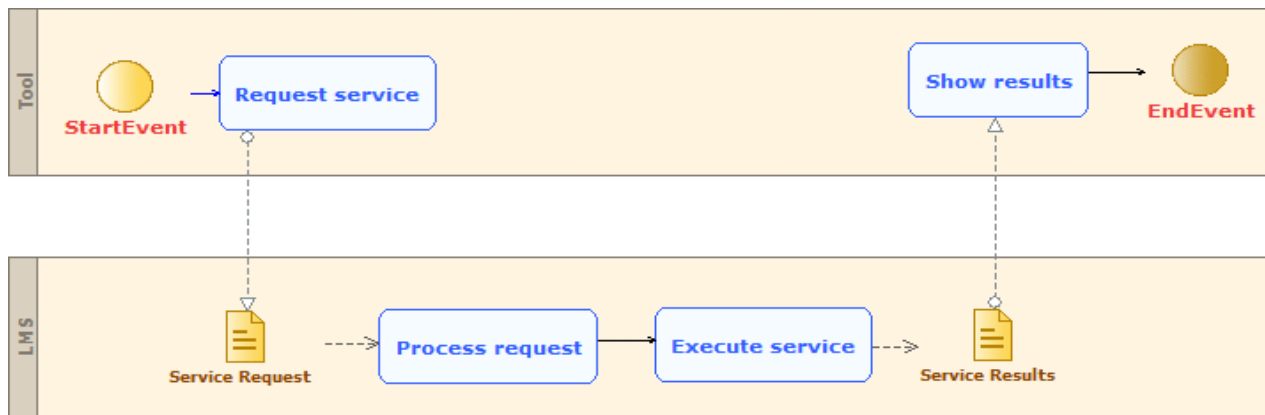 Tool
StartEvent
Request service
Show results
EndEvent
LMS
Service Request
Process request
Execute service
Service Results